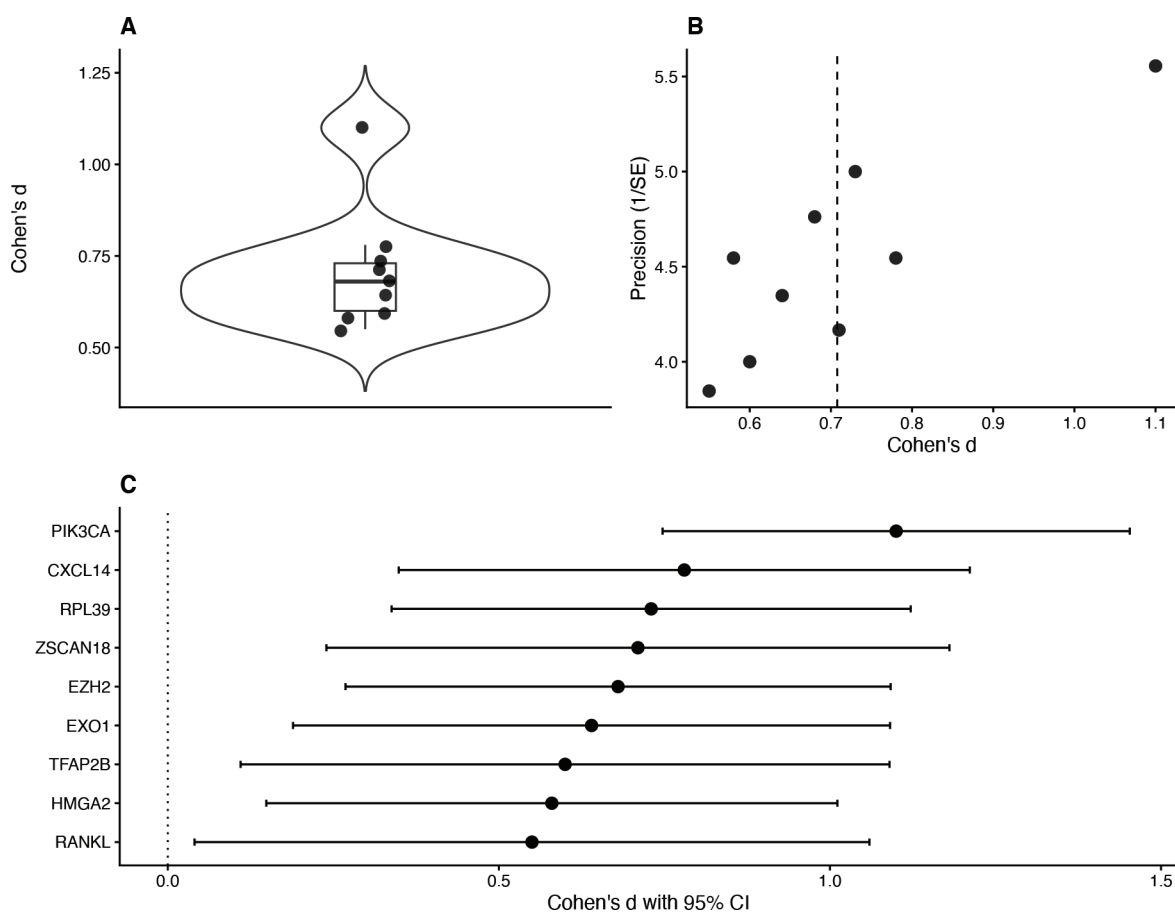 A
Cohen's d
1.25
1.00
0.75
0.50
B
Precision (1/SE)
5.5
5.0
4.5
4.0
0.6 0.7 0.8 0.9 1.0 1.1
Cohen's d
C
PIK3CA
CXCL14
RPL39
ZSCAN18
EZH2
EXO1
TFAP2B
HMGA2
RANKL
0.0 0.5 1.0 1.5
Cohen's d with 95% CI